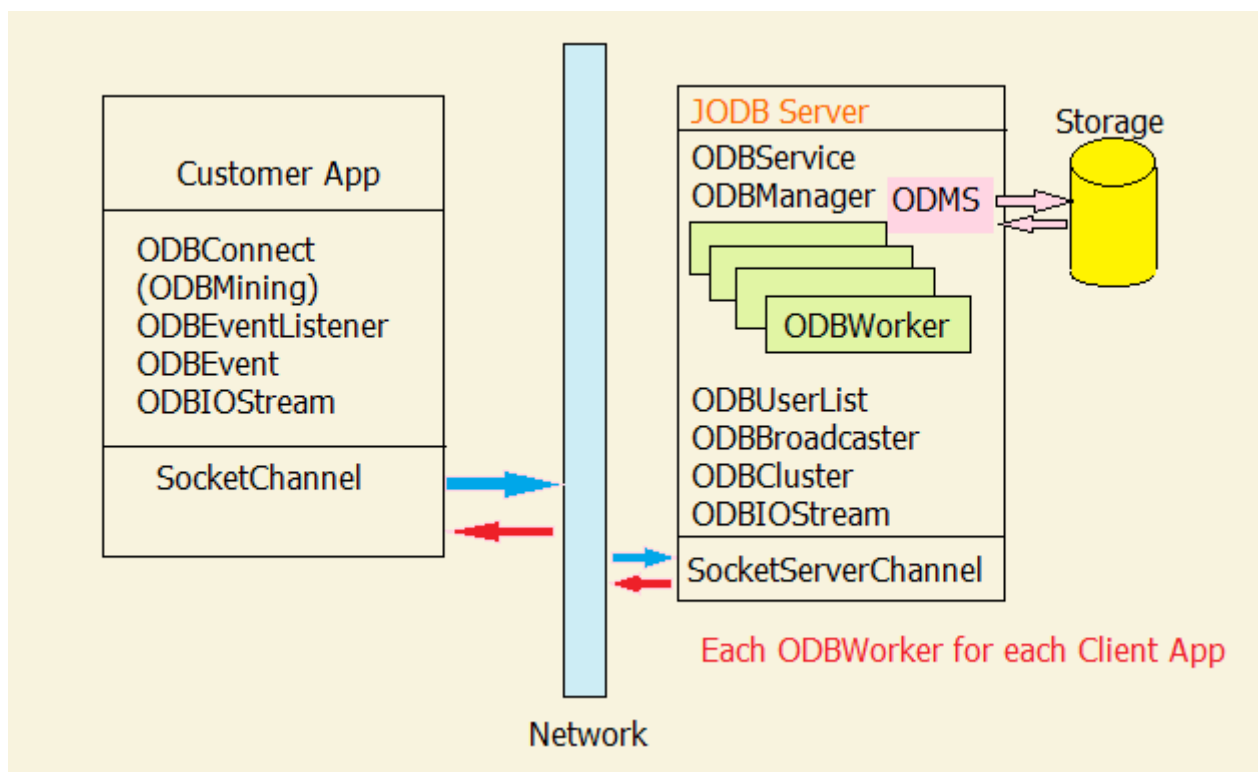 Customer App
ODBConnect
(ODBMining)
ODBEventListener
ODBEvent
ODBIOStream
SocketChannel
Network
JODB Server
ODBService
ODBManager
ODMS
ODBWorker
ODBUserList
ODBBroadcaster
ODBCluster
ODBIOStream
SocketServerChannel
Storage
Each ODBWorker for each Client App